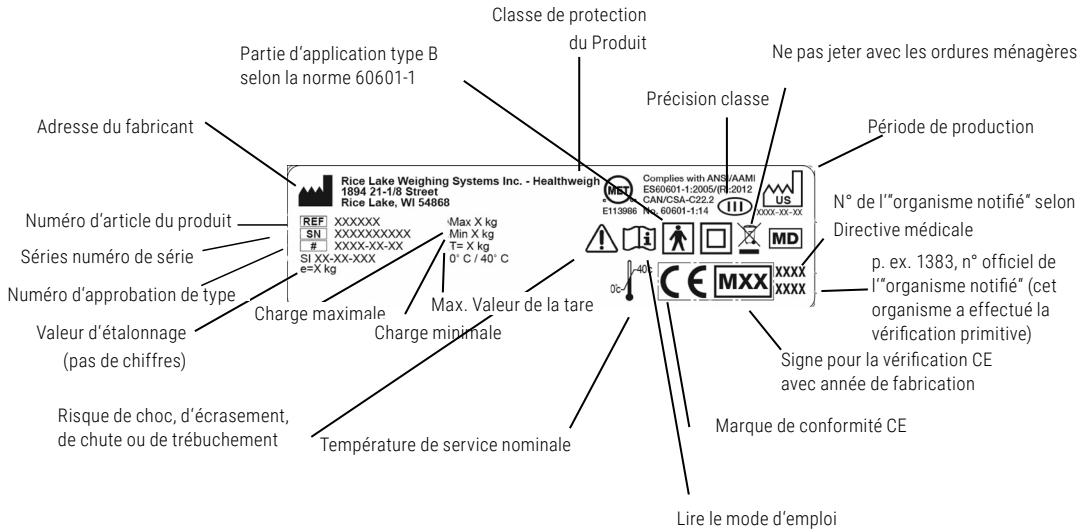 Classe de protection
du Produit
Partie d‘application type B
selon la norme 60601-1
Ne pas jeter avec les ordures ménagères
Précision classe
Adresse du fabricant
Période de production
Rice Lake Weighing Systems Inc. - Healthweigh
1894 21-1/8 Street
Rice Lake, WI 54868
MET
E113986
Complies with ANSI/AAMI
ES60601-1:2005/(R)2012
CAN/CSA-C22.2
No. 60601-1:14
III
US
XXXX-XX-XX
Numéro d‘article du produit
REF XXXXXX
SN XXXXXXXXXX
# XXXX-XX-XX
SI XX-XX-XXX
e=X kg
Max X kg
Min X kg
T= X kg
0° C / 40° C
MD
N° de l‘"organisme notifié“ selon
Directive médicale
Séries numéro de série
Numéro d‘approbation de type
0c
40c
CE
MXX
XXXX
XXXX
p. ex. 1383, n° officiel de
l‘"organisme notifié“ (cet
organisme a effectué la
vérification primitive)
Charge maximale
Max. Valeur de la tare
Charge minimale
Valeur d‘étalonnage
(pas de chiffres)
Signe pour la vérification CE
avec année de fabrication
Risque de choc, d‘écrasement,
de chute ou de trébuchement
Température de service nominale
Marque de conformité CE
Lire le mode d‘emploi